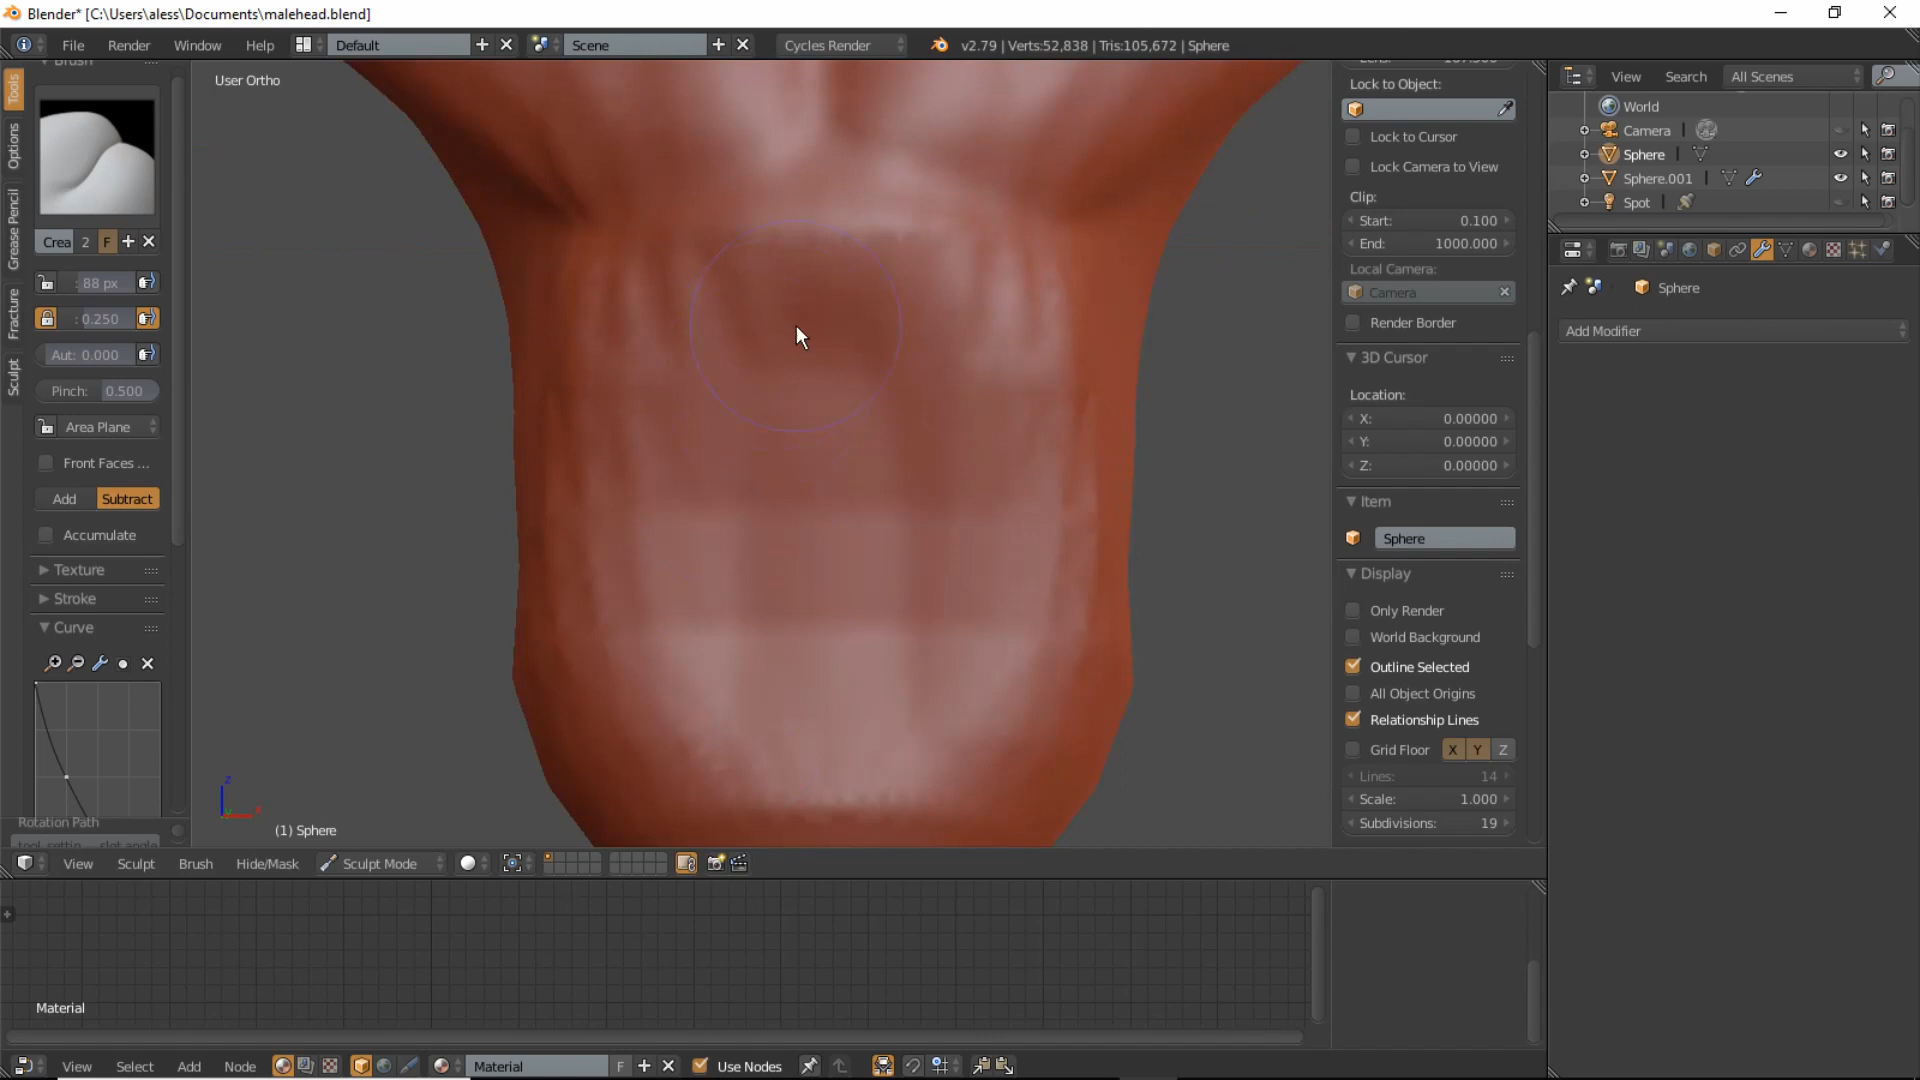 Blender* [C:\Users\aless\Documents\malehead.blend]
File Render Window Help Default Scene Cycles Render v2.79 | Verts:52,838 | Tris:105,672 | Sphere
Brush
Tools
Options
Grease Pencil
Fracture
Sculpt
Crea 2 F
: 88 px
: 0.250
Aut: 0.000
Pinch: 0.500
Area Plane
Front Faces ...
Add Subtract
Accumulate
Texture
Stroke
Curve
Rotation Path
User Ortho
z
x
(1) Sphere
View Sculpt Brush Hide/Mask Sculpt Mode
Lock to Object:
Lock to Cursor
Lock Camera to View
Clip:
Start: 0.100
End: 1000.000
Local Camera:
Camera
Render Border
3D Cursor
Location:
X: 0.00000
Y: 0.00000
Z: 0.00000
Item
Sphere
Display
Only Render
World Background
Outline Selected
All Object Origins
Relationship Lines
Grid Floor X Y Z
Lines: 14
Scale: 1.000
Subdivisions: 19
View Search All Scenes
World
Camera
Sphere
Sphere.001
Spot
Sphere
Add Modifier
Material
View Select Add Node Material F Use Nodes